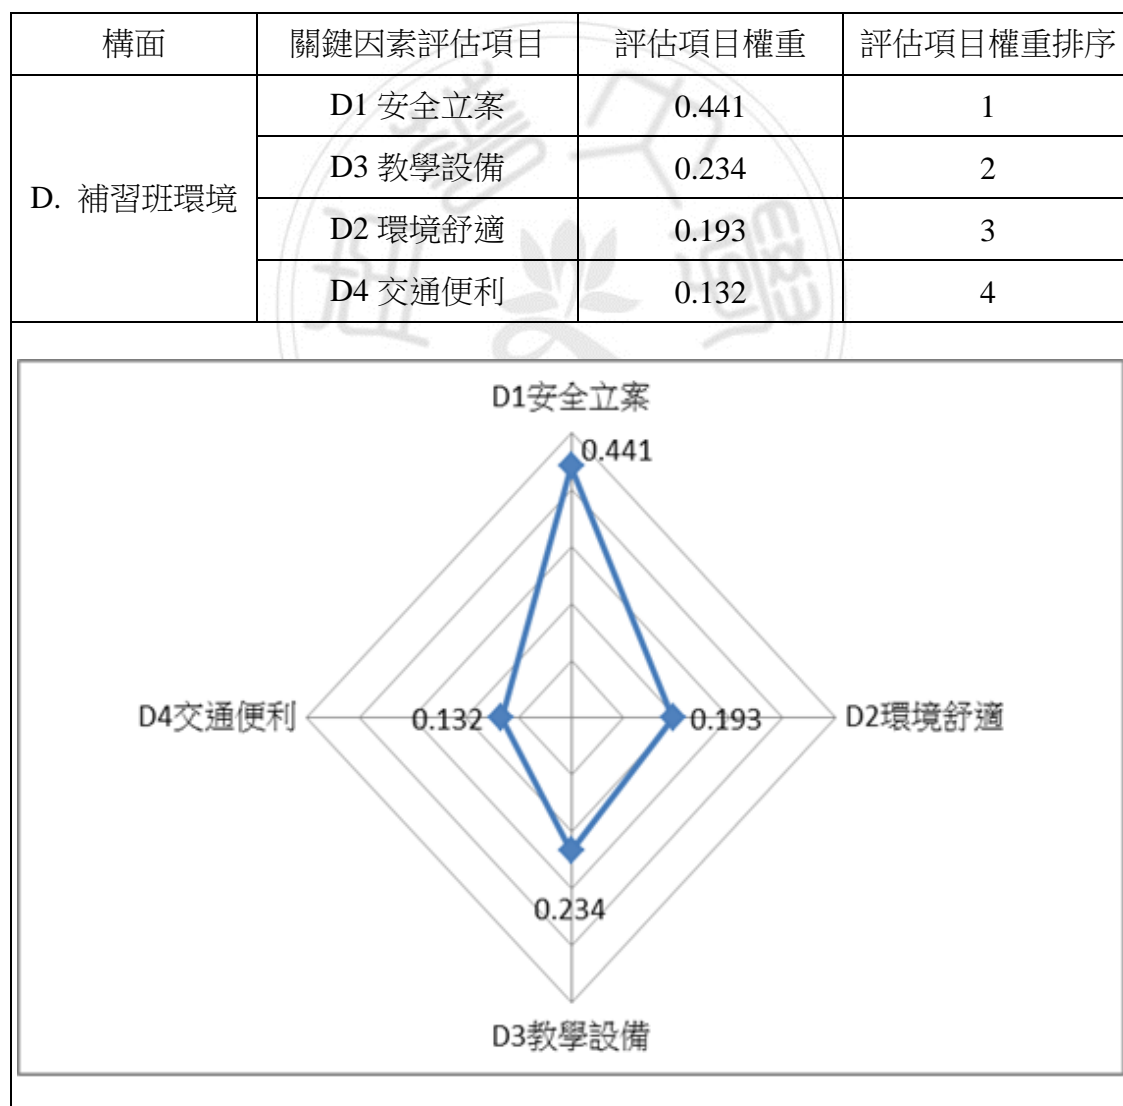 構面 關鍵因素評估項目 評估項目權重 評估項目權重排序
D. 補習班環境
D1 安全立案 0.441 1
D3 教學設備 0.234 2
D2 環境舒適 0.193 3
D4 交通便利 0.132 4
D1安全立案
0.441
D4交通便利 0.132 0.193 D2環境舒適
0.234
D3教學設備